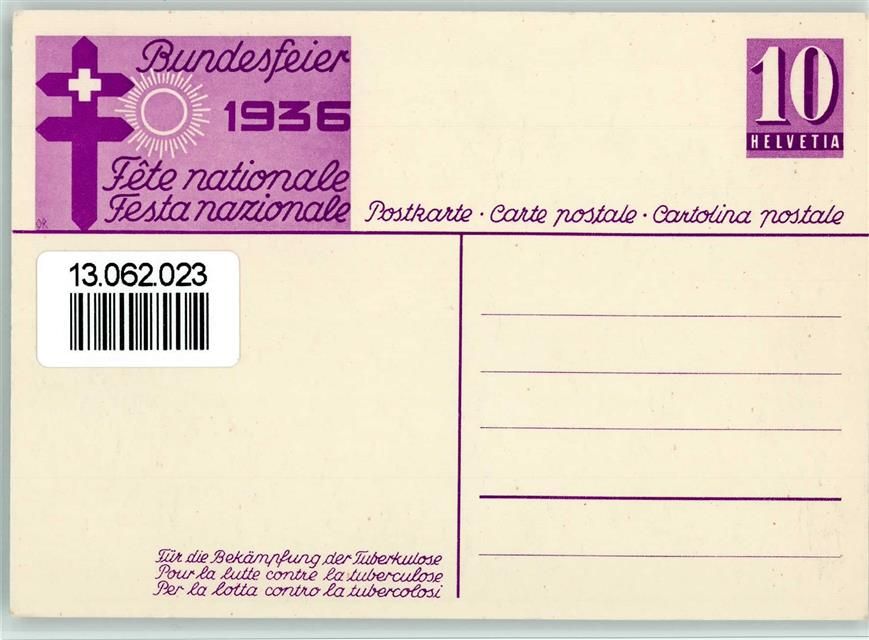 Bundesfeier
1936
Fête nationale
Festa nazionale
10
HELVETIA
Postkarte · Carte postale · Cartolina postale
13.062.023
Für die Bekämpfung der Tuberkulose
Pour la lutte contre la tuberculose
Per la lotta contro la tubercolosi